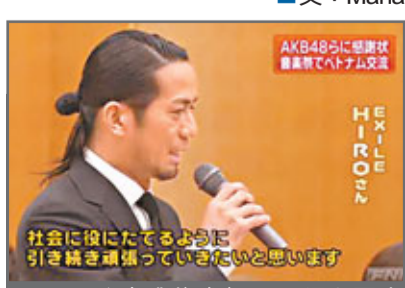 文：Mana
AKB48らに感謝状
音楽祭でベトナム交流
EXILE
HIROさん
社会に役にたてるように
引き続き頑張っていきたいと思います